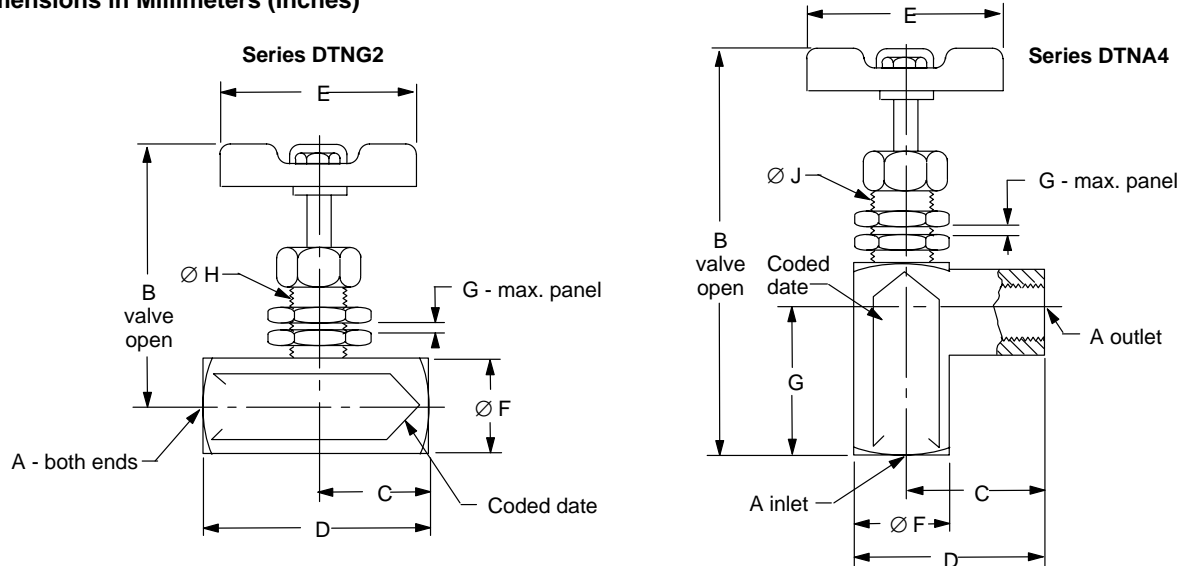 Dimensions in Millimeters (Inches)
Series DTNG2
E
B
valve
open
∅ H
G - max. panel
∅ F
A - both ends
C
Coded date
D
Series DTNA4
E
∅ J
G - max. panel
B
valve
open
Coded
date
A outlet
G
A inlet
C
∅ F
D